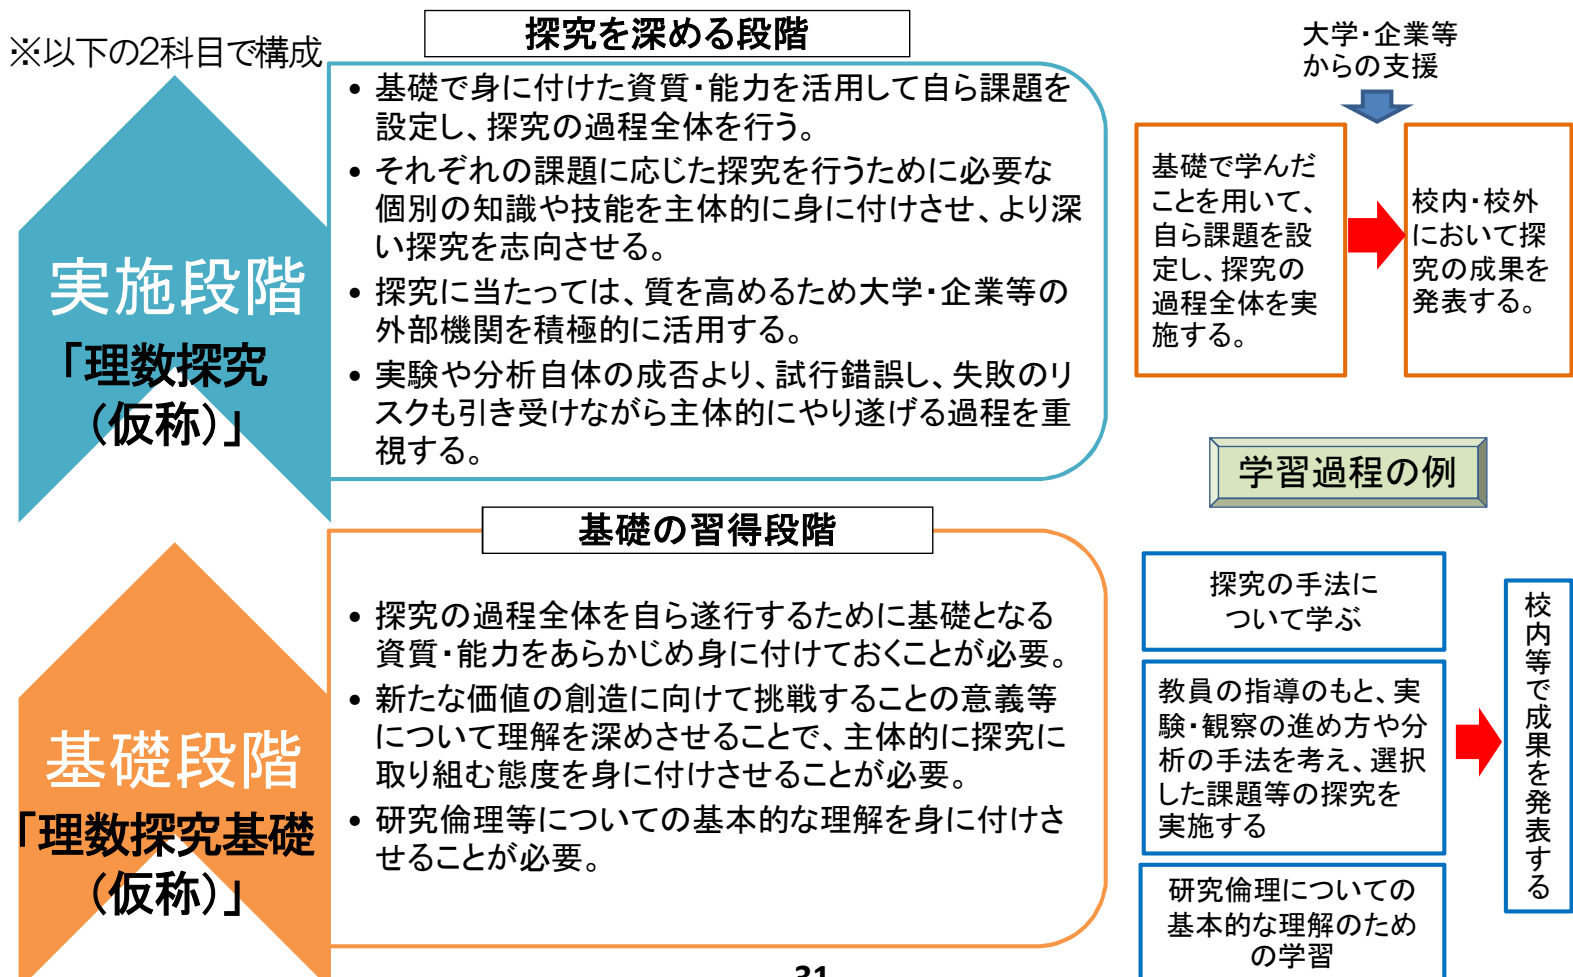 ※以下の2科目で構成
探究を深める段階
実施段階
「理数探究
（仮称）」
• 基礎で身に付けた資質・能力を活用して自ら課題を
設定し、探究の過程全体を行う。
• それぞれの課題に応じた探究を行うために必要な
個別の知識や技能を主体的に身に付けさせ、より深
い探究を志向させる。
• 探究に当たっては、質を高めるため大学・企業等の
外部機関を積極的に活用する。
• 実験や分析自体の成否より、試行錯誤し、失敗のリ
スクも引き受けながら主体的にやり遂げる過程を重
視する。
大学・企業等
からの支援
基礎で学んだ
ことを用いて、
自ら課題を設
定し、探究の
過程全体を実
施する。
校内・校外
において探
究の成果を
発表する。
学習過程の例
基礎の習得段階
基礎段階
「理数探究基礎
（仮称）」
• 探究の過程全体を自ら遂行するために基礎となる
資質・能力をあらかじめ身に付けておくことが必要。
• 新たな価値の創造に向けて挑戦することの意義等
について理解を深めさせることで、主体的に探究に
取り組む態度を身に付けさせることが必要。
• 研究倫理等についての基本的な理解を身に付けさ
せることが必要。
探究の手法に
ついて学ぶ
教員の指導のもと、実
験・観察の進め方や分
析の手法を考え、選択
した課題等の探究を
実施する
研究倫理についての
基本的な理解のため
の学習
校内等で成果を発表する
31